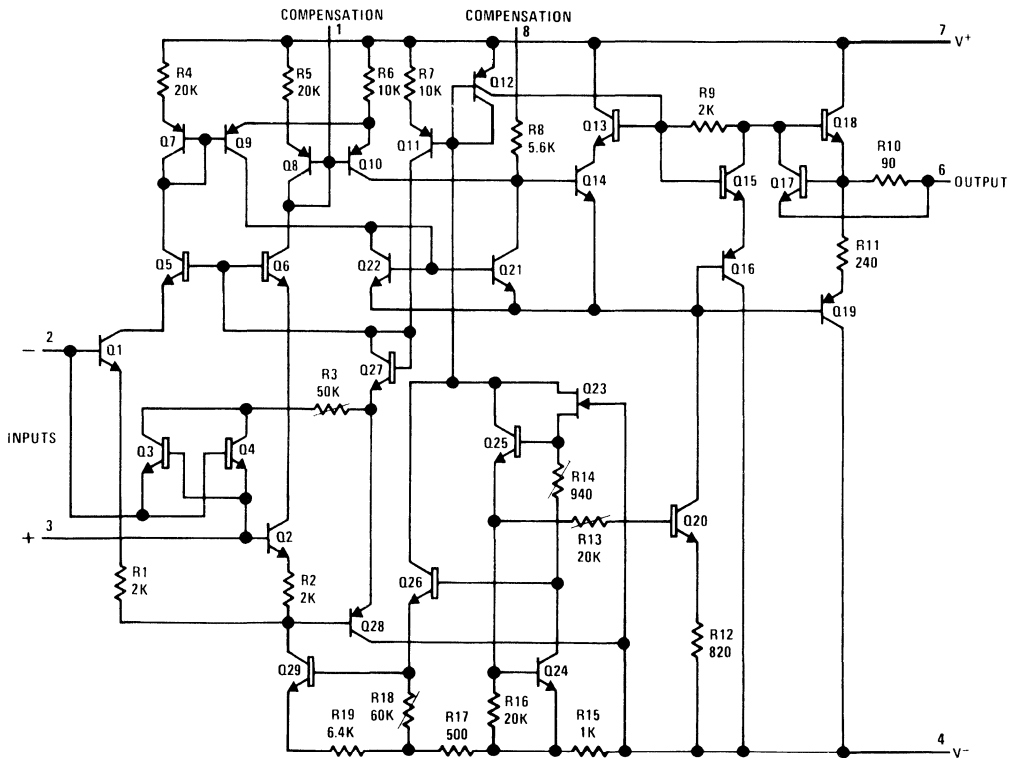 COMPENSATION
1
COMPENSATION
8
7
V+
R4
20K
R5
20K
R6
10K
R7
10K
Q12
R8
5.6K
R9
2K
Q13
Q18
R10
90
6
OUTPUT
Q7
Q9
Q8
Q10
Q11
Q14
Q15
Q17
R11
240
Q5
Q6
Q22
Q21
Q16
Q19
2
−
Q1
Q27
R3
50K
Q23
INPUTS
Q3
Q4
Q25
R14
940
3
+
Q2
R13
20K
Q20
R1
2K
R2
2K
Q26
Q28
R12
820
Q29
Q24
R18
60K
R16
20K
R19
6.4K
R17
500
R15
1K
4
V−